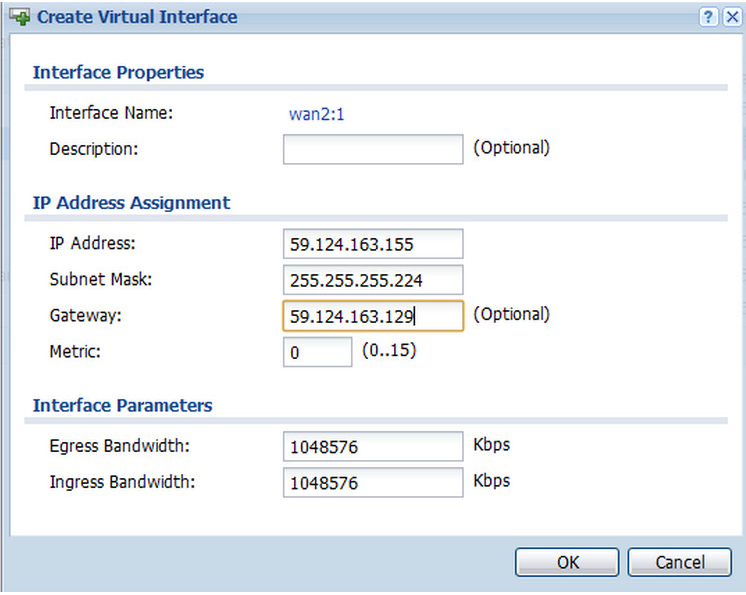 Create Virtual Interface
Interface Properties
Interface Name: wan2:1
Description: (Optional)
IP Address Assignment
IP Address: 59.124.163.155
Subnet Mask: 255.255.255.224
Gateway: 59.124.163.129 (Optional)
Metric: 0 (0..15)
Interface Parameters
Egress Bandwidth: 1048576 Kbps
Ingress Bandwidth: 1048576 Kbps
OK Cancel